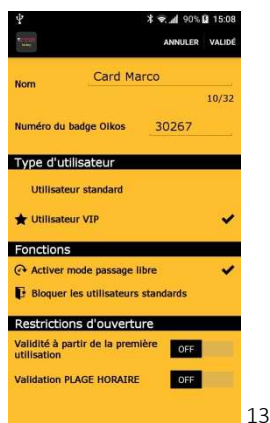 90% 15:08
ANNULER VALIDÉ
Nom Card Marco
10/32
Numéro du badge Oikos 30267
Type d'utilisateur
Utilisateur standard
Utilisateur VIP
Fonctions
Activer mode passage libre
Bloquer les utilisateurs standards
Restrictions d'ouverture
Validité à partir de la première
utilisation OFF
Validation PLAGE HORAIRE OFF
13